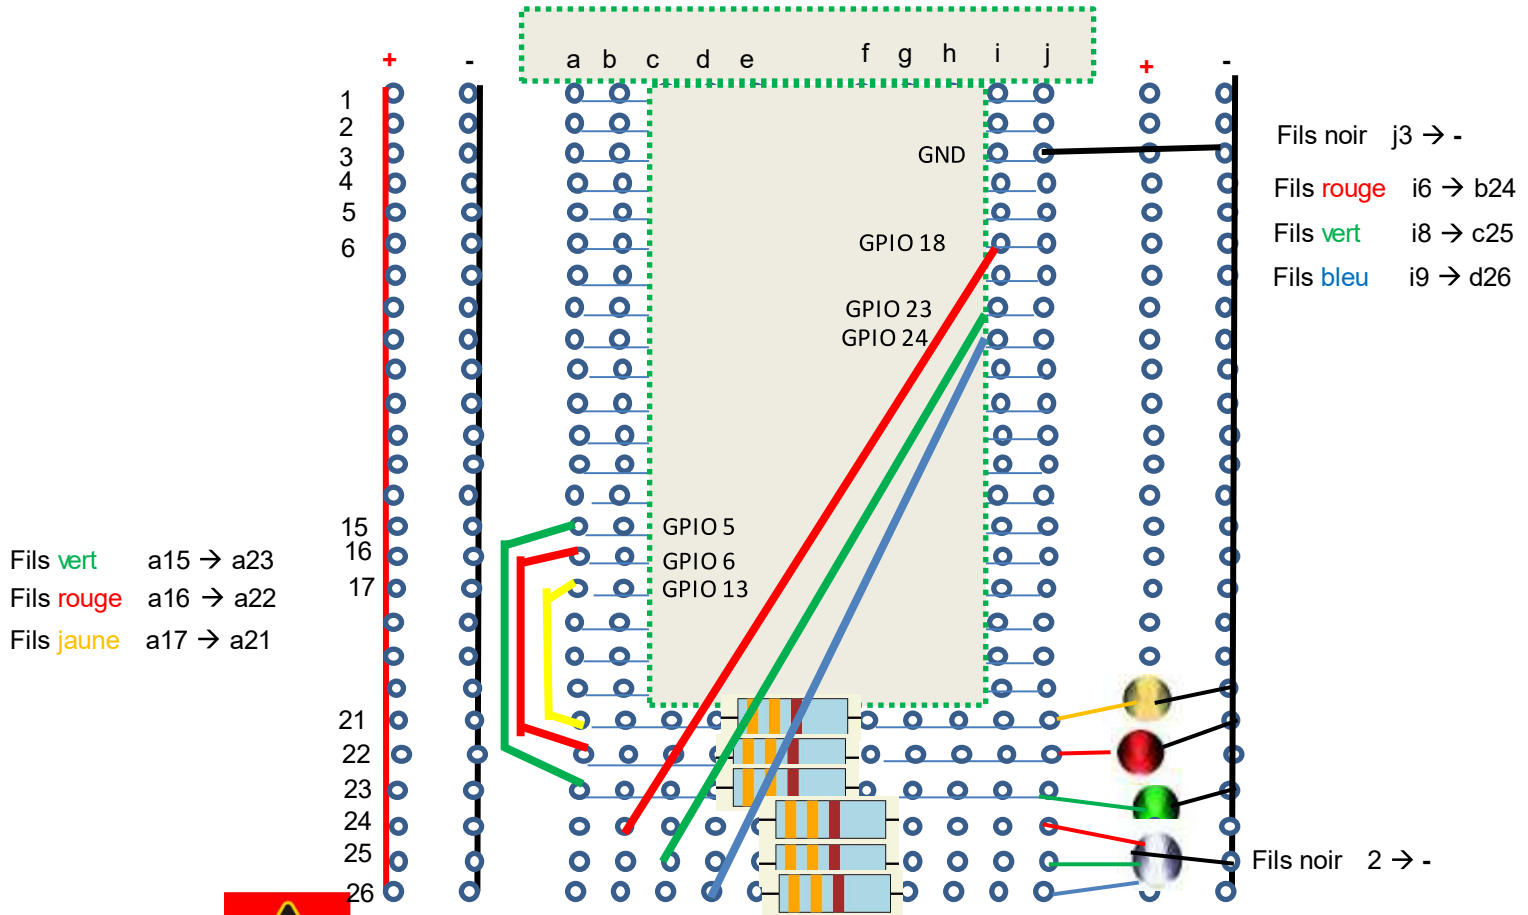 a b c d e f g h i j
+ - + -
1
2
3 GND
4
5
6 GPIO 18
GPIO 23
GPIO 24
15 GPIO 5
16 GPIO 6
17 GPIO 13
21
22
23
24
25
26
Fils noir j3 → -
Fils rouge i6 → b24
Fils vert i8 → c25
Fils bleu i9 → d26
Fils vert a15 → a23
Fils rouge a16 → a22
Fils jaune a17 → a21
Fils noir 2 → -